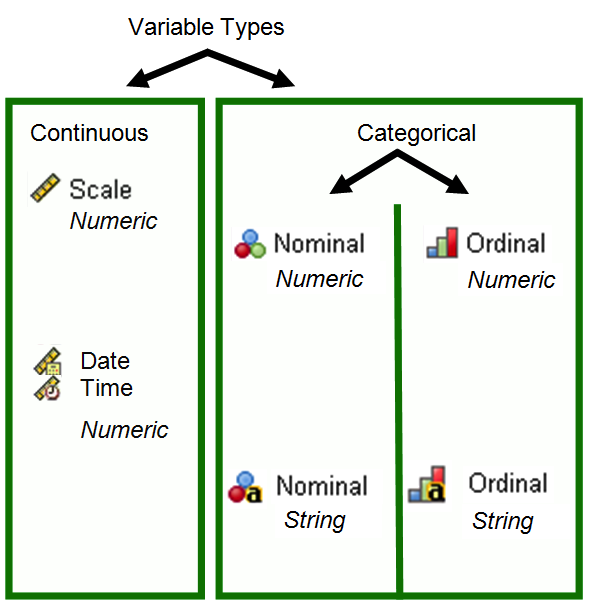 Variable Types
Continuous
Scale
Numeric
Date
Time
Numeric
Categorical
Nominal
Numeric
Ordinal
Numeric
a Nominal
String
a Ordinal
String